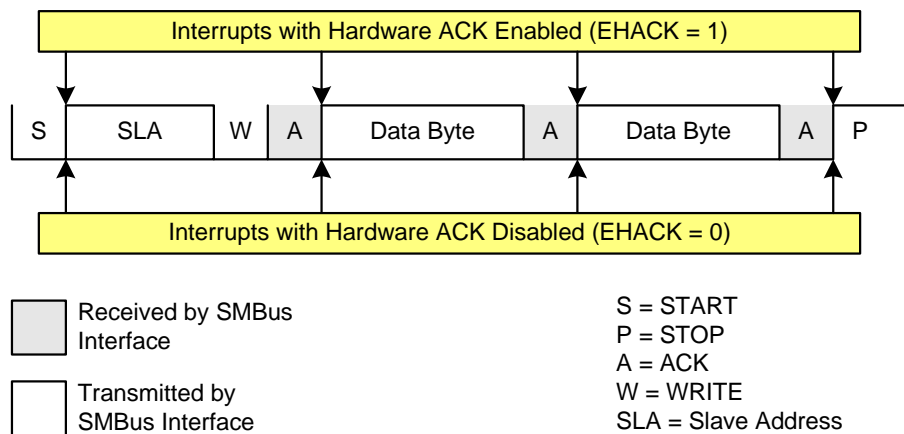 Interrupts with Hardware ACK Enabled (EHACK = 1)
S SLA W A Data Byte A Data Byte A P
Interrupts with Hardware ACK Disabled (EHACK = 0)
Received by SMBus
Interface
Transmitted by
SMBus Interface
S = START
P = STOP
A = ACK
W = WRITE
SLA = Slave Address